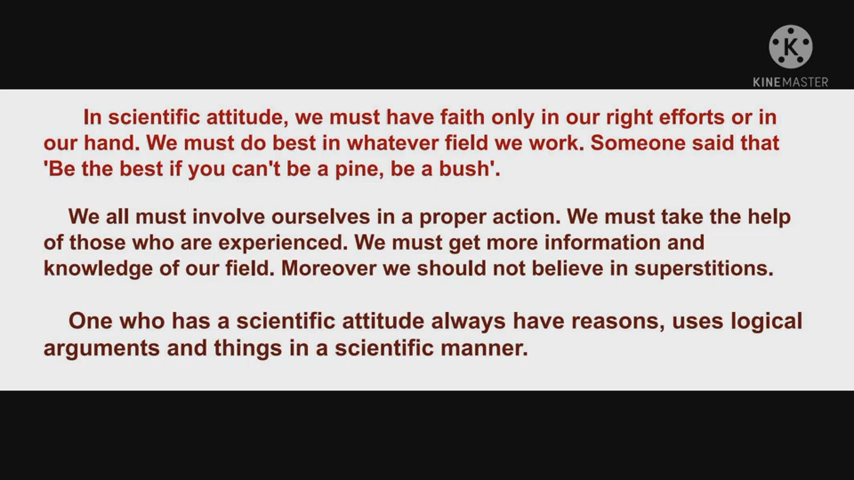 K
KINEMASTER
In scientific attitude, we must have faith only in our right efforts or in
our hand. We must do best in whatever field we work. Someone said that
'Be the best if you can't be a pine, be a bush'.
We all must involve ourselves in a proper action. We must take the help
of those who are experienced. We must get more information and
knowledge of our field. Moreover we should not believe in superstitions.
One who has a scientific attitude always have reasons, uses logical
arguments and things in a scientific manner.